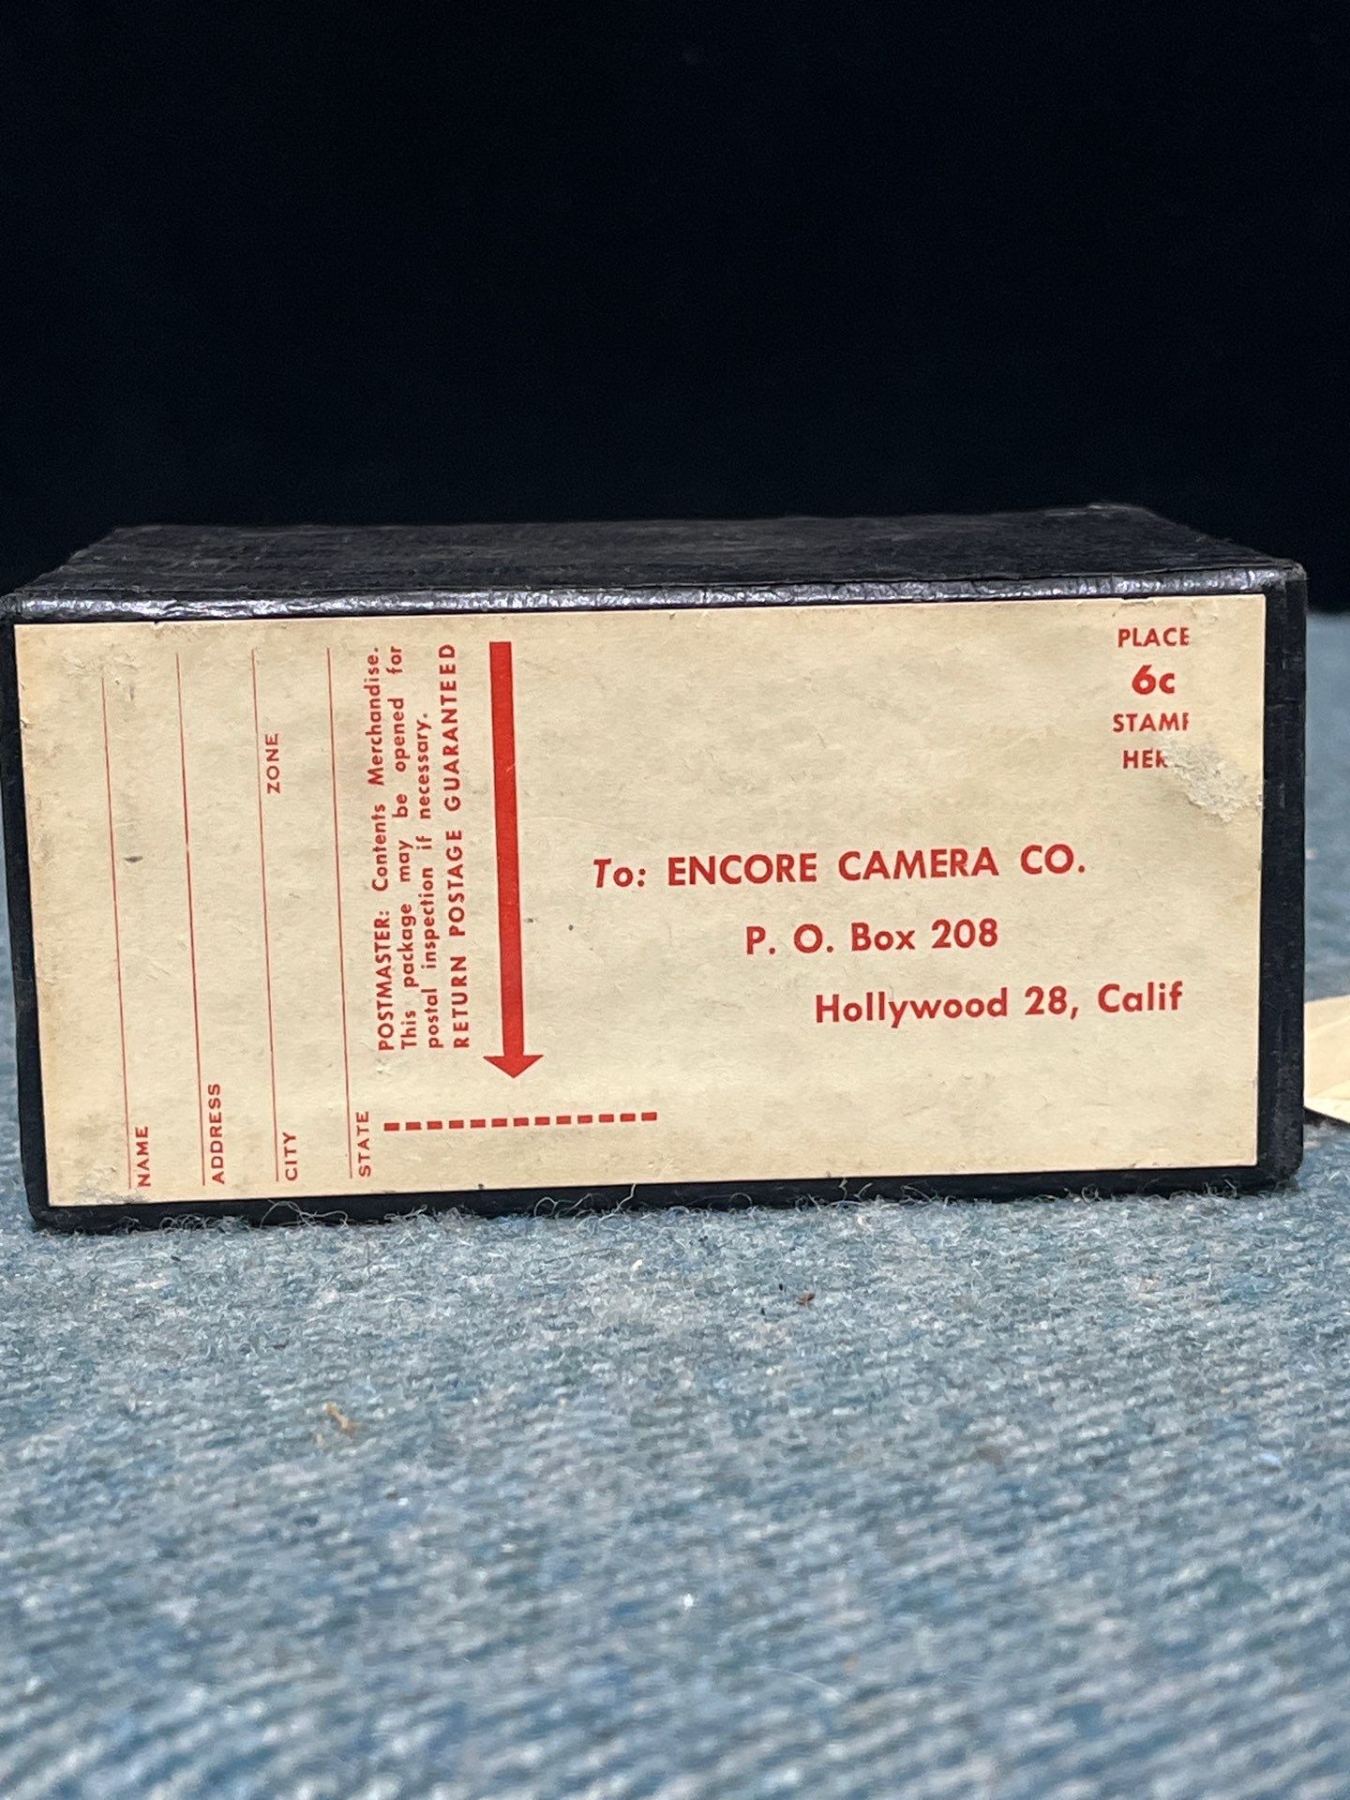 NAME
ADDRESS
CITY ZONE
STATE
POSTMASTER: Contents Merchandise.
This package may be opened for
postal inspection if necessary.
RETURN POSTAGE GUARANTEED
PLACE
6c
STAMP
HER
To: ENCORE CAMERA CO.
P. O. Box 208
Hollywood 28, Calif